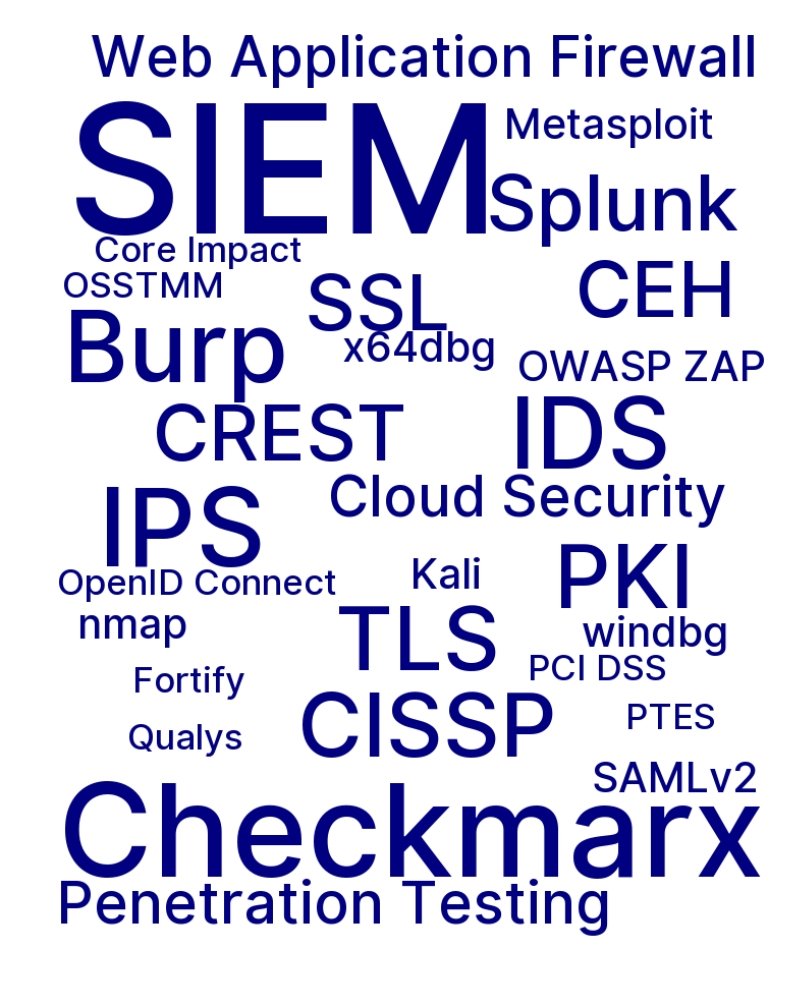 Web Application Firewall
SIEM
Metasploit
Splunk
Core Impact
OSSTMM
SSL
CEH
Burp
x64dbg
OWASP ZAP
CREST
IDS
IPS
Cloud Security
OpenID Connect
Kali
PKI
nmap
TLS
windbg
Fortify
PCI DSS
Qualys
CISSP
PTES
SAMLv2
Checkmarx
Penetration Testing